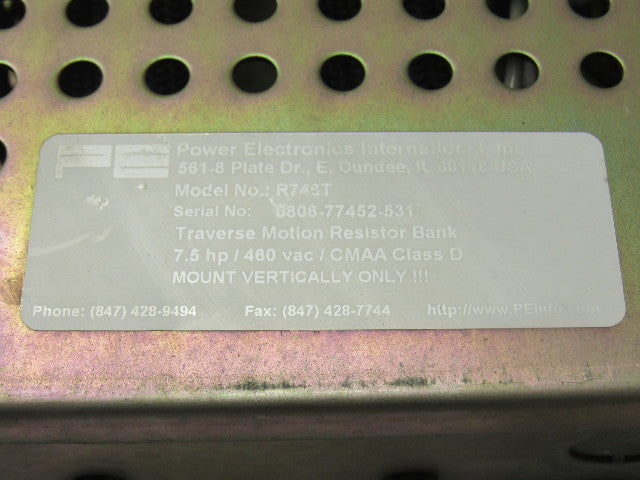 PE Power Electronics International, Inc.
561-8 Plate Dr., E. Dundee, IL 60118 USA
Model No.: R748T
Serial No: 0806-77452-531
Traverse Motion Resistor Bank
7.5 hp / 460 vac / CMAA Class D
MOUNT VERTICALLY ONLY !!!
Phone: (847) 428-9494 Fax: (847) 428-7744 http://www.PEinfo.com